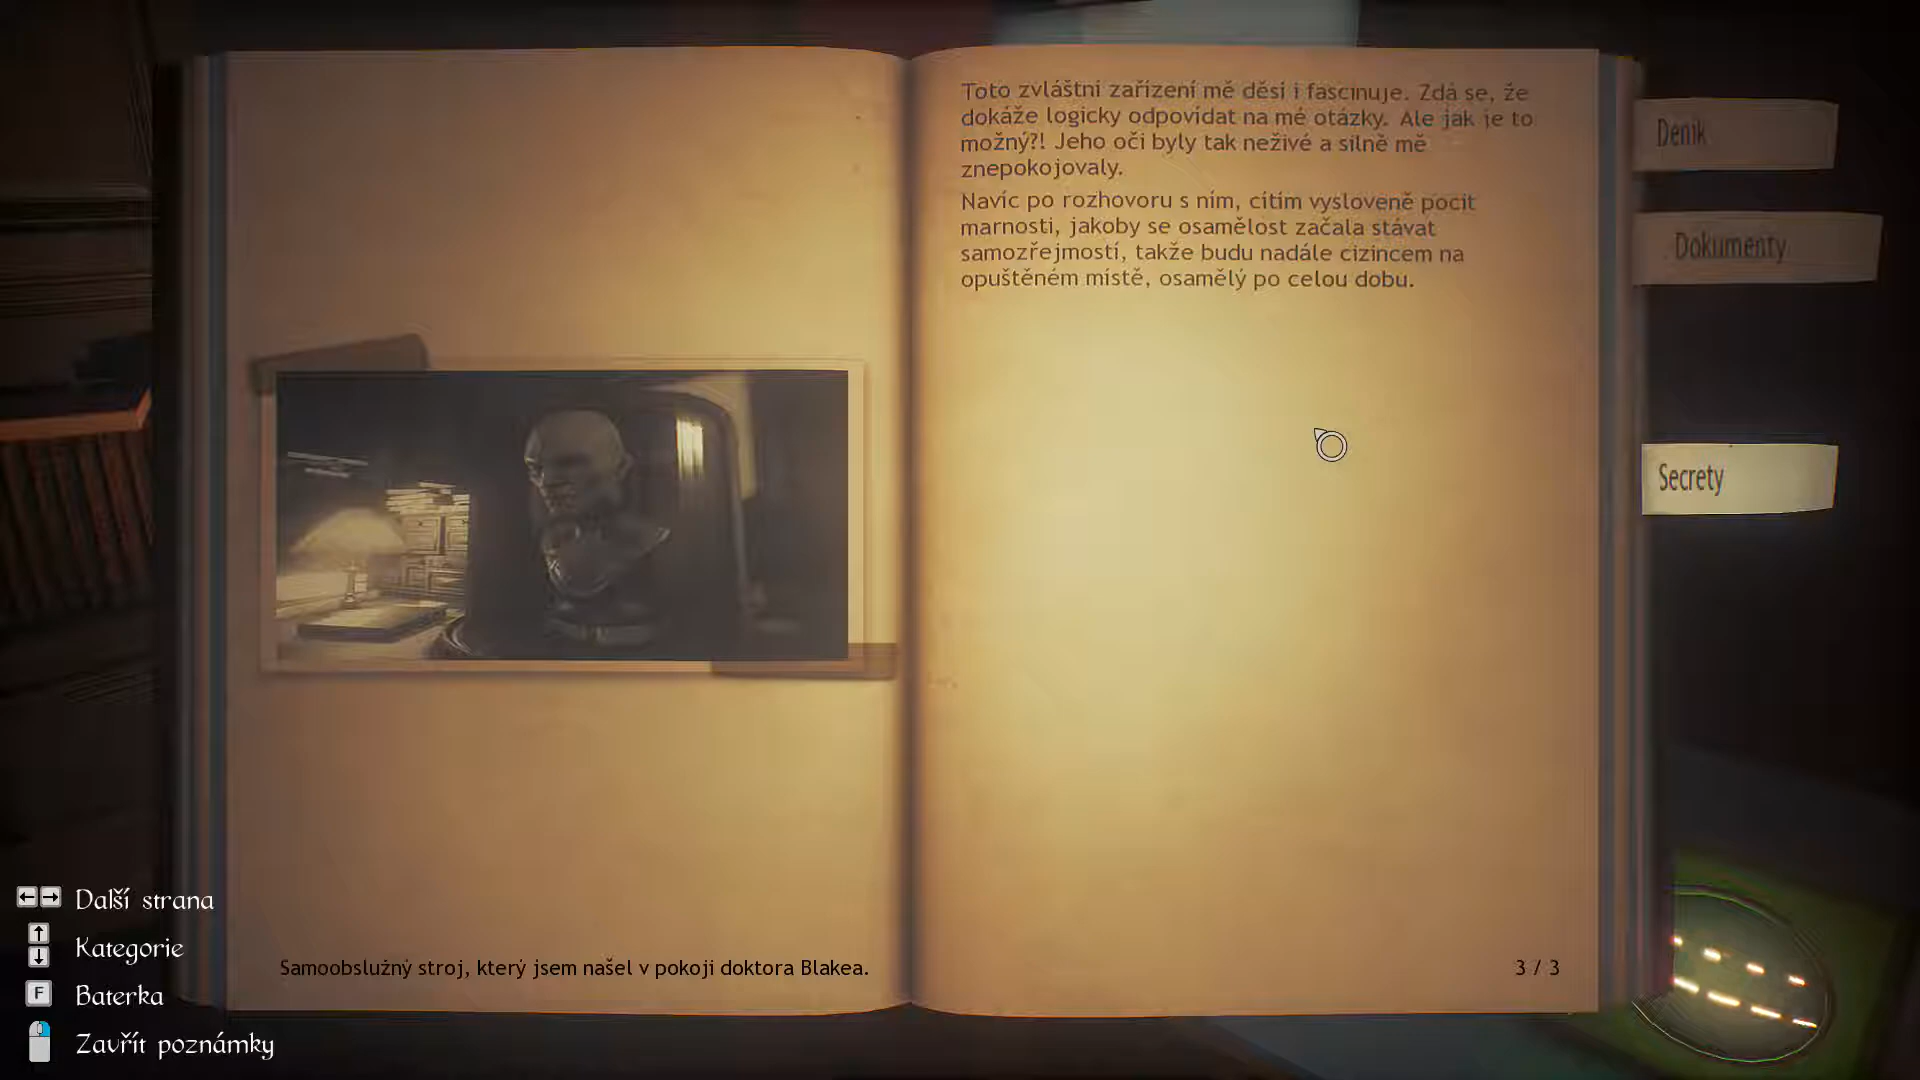 Toto zvláštní zařízení mě děsí i fascinuje. Zdá se, že
dokáže logicky odpovídat na mé otázky. Ale jak je to
možný?! Jeho oči byly tak neživé a silně mě
znepokojovaly.
Navíc po rozhovoru s ním, cítím vysloveně pocit
marnosti, jakoby se osamělost začala stávat
samozřejmostí, takže budu nadále cizincem na
opuštěném místě, osamělý po celou dobu.
Deník
Dokumenty
Secrety
Další strana
Kategorie
F Baterka
Zavřít poznámky
Samoobslužný stroj, který jsem našel v pokoji doktora Blakea.
3 / 3